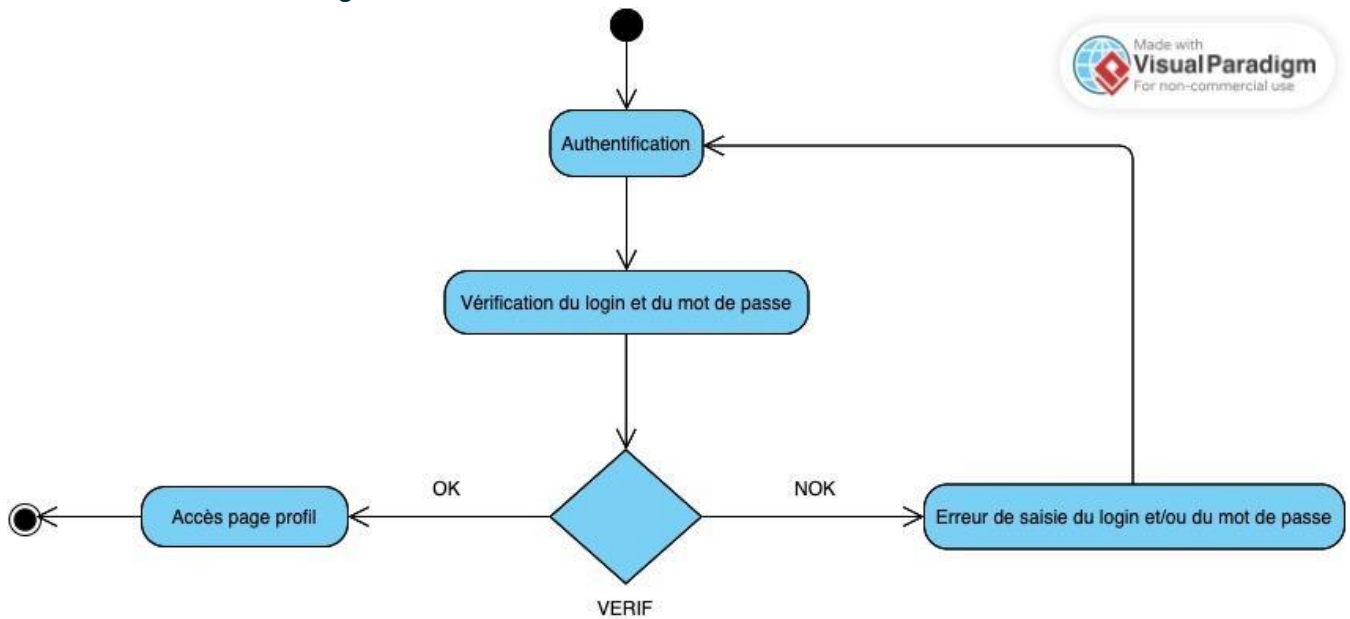 Made with
Visual Paradigm
For non-commercial use
Authentification
Vérification du login et du mot de passe
OK
NOK
Accès page profil
Erreur de saisie du login et/ou du mot de passe
VERIF